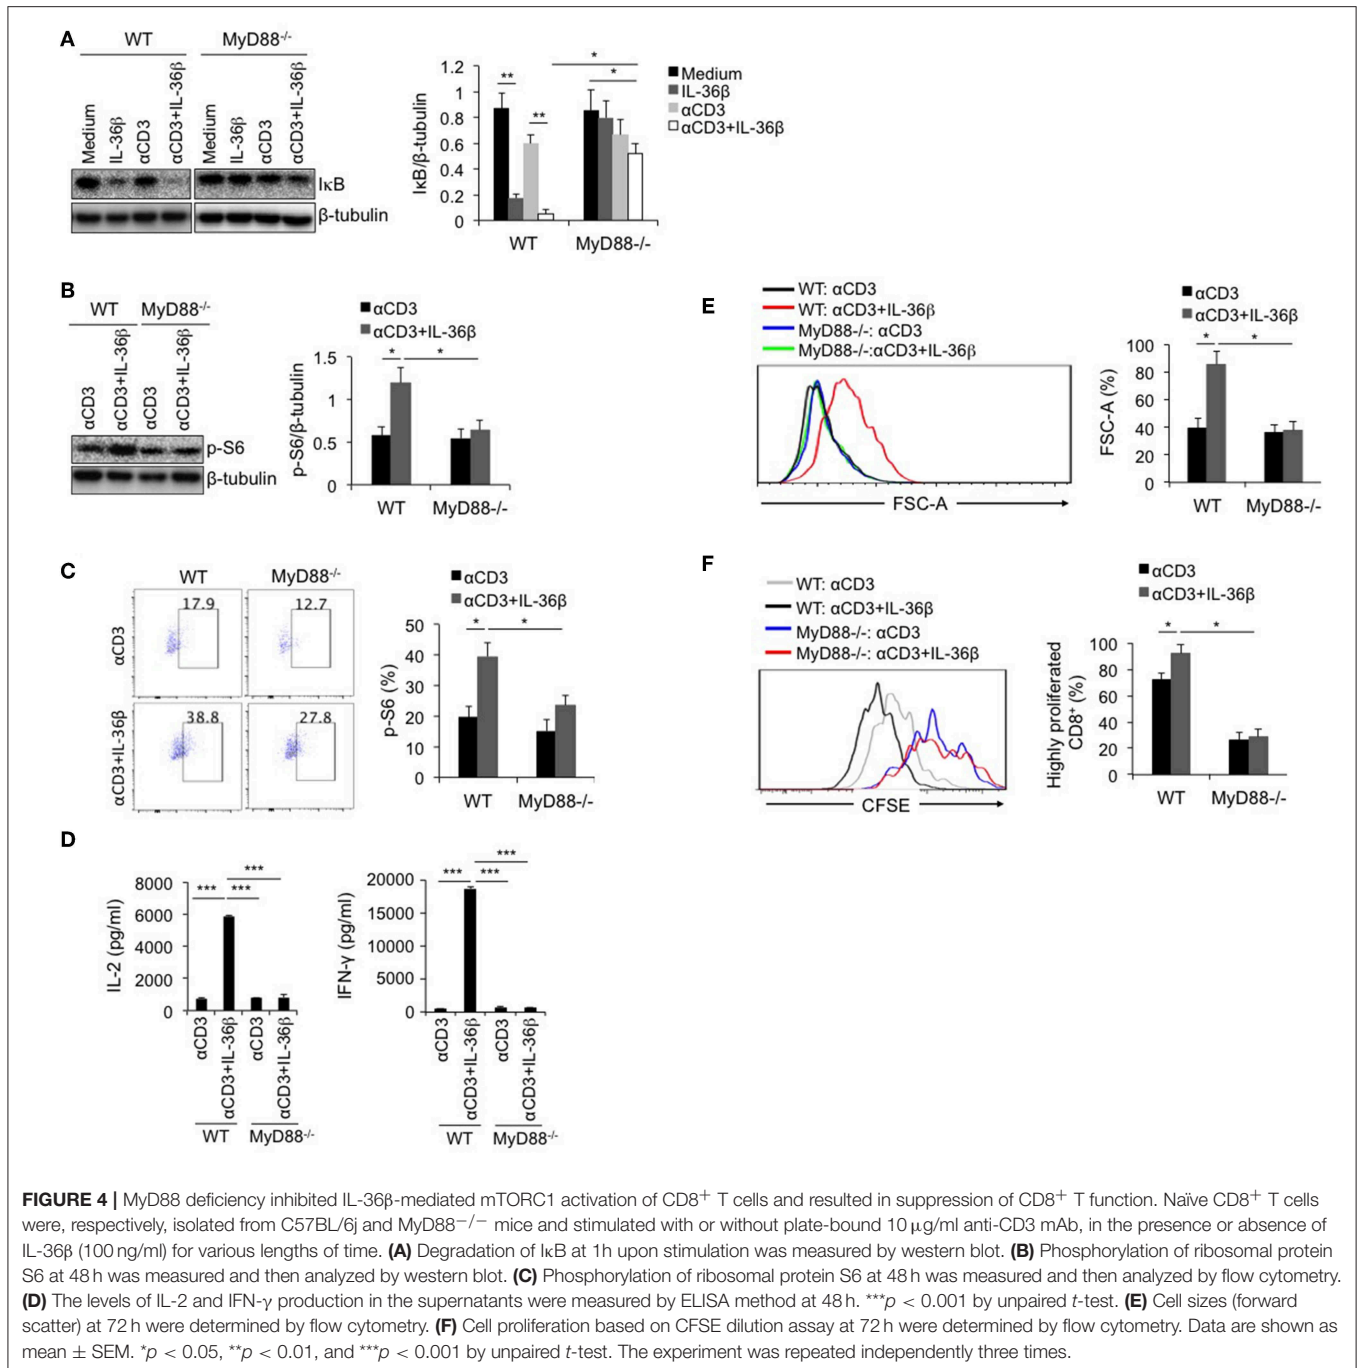 A
WT
MyD88-/-
Medium
IL-36β
αCD3
αCD3+IL-36β
Medium
IL-36β
αCD3
αCD3+IL-36β
IκB
β-tubulin
IκB/β-tubulin
1.2
1
0.8
0.6
0.4
0.2
0
**
**
*
*
WT
MyD88-/-
Medium
IL-36β
αCD3
αCD3+IL-36β
B
WT
MyD88-/-
αCD3
αCD3+IL-36β
αCD3
αCD3+IL-36β
p-S6
β-tubulin
αCD3
αCD3+IL-36β
p-S6/β-tubulin
1.5
1
0.5
0
*
*
WT
MyD88-/-
C
WT
MyD88-/-
αCD3
17.9
12.7
αCD3+IL-36β
38.8
27.8
αCD3
αCD3+IL-36β
p-S6 (%)
50
40
30
20
10
0
*
*
WT
MyD88-/-
D
IL-2 (pg/ml)
8000
6000
4000
2000
0
***
***
***
αCD3
αCD3+IL-36β
αCD3
αCD3+IL-36β
WT
MyD88-/-
IFN-γ (pg/ml)
20000
15000
10000
5000
0
***
***
***
αCD3
αCD3+IL-36β
αCD3
αCD3+IL-36β
WT
MyD88-/-
E
WT: αCD3
WT: αCD3+IL-36β
MyD88-/-: αCD3
MyD88-/-:αCD3+IL-36β
FSC-A
αCD3
αCD3+IL-36β
FSC-A (%)
100
80
60
40
20
0
*
*
WT
MyD88-/-
F
WT: αCD3
WT: αCD3+IL-36β
MyD88-/-: αCD3
MyD88-/-: αCD3+IL-36β
CFSE
αCD3
αCD3+IL-36β
Highly proliferated
CD8+ (%)
100
80
60
40
20
0
*
*
WT
MyD88-/-
FIGURE 4 | MyD88 deficiency inhibited IL-36β-mediated mTORC1 activation of CD8+ T cells and resulted in suppression of CD8+ T function. Naïve CD8+ T cells
were, respectively, isolated from C57BL/6j and MyD88−/− mice and stimulated with or without plate-bound 10 μg/ml anti-CD3 mAb, in the presence or absence of
IL-36β (100 ng/ml) for various lengths of time. (A) Degradation of IκB at 1h upon stimulation was measured by western blot. (B) Phosphorylation of ribosomal protein
S6 at 48 h was measured and then analyzed by western blot. (C) Phosphorylation of ribosomal protein S6 at 48 h was measured and then analyzed by flow cytometry.
(D) The levels of IL-2 and IFN-γ production in the supernatants were measured by ELISA method at 48 h. ***p < 0.001 by unpaired t-test. (E) Cell sizes (forward
scatter) at 72 h were determined by flow cytometry. (F) Cell proliferation based on CFSE dilution assay at 72 h were determined by flow cytometry. Data are shown as
mean ± SEM. *p < 0.05, **p < 0.01, and ***p < 0.001 by unpaired t-test. The experiment was repeated independently three times.